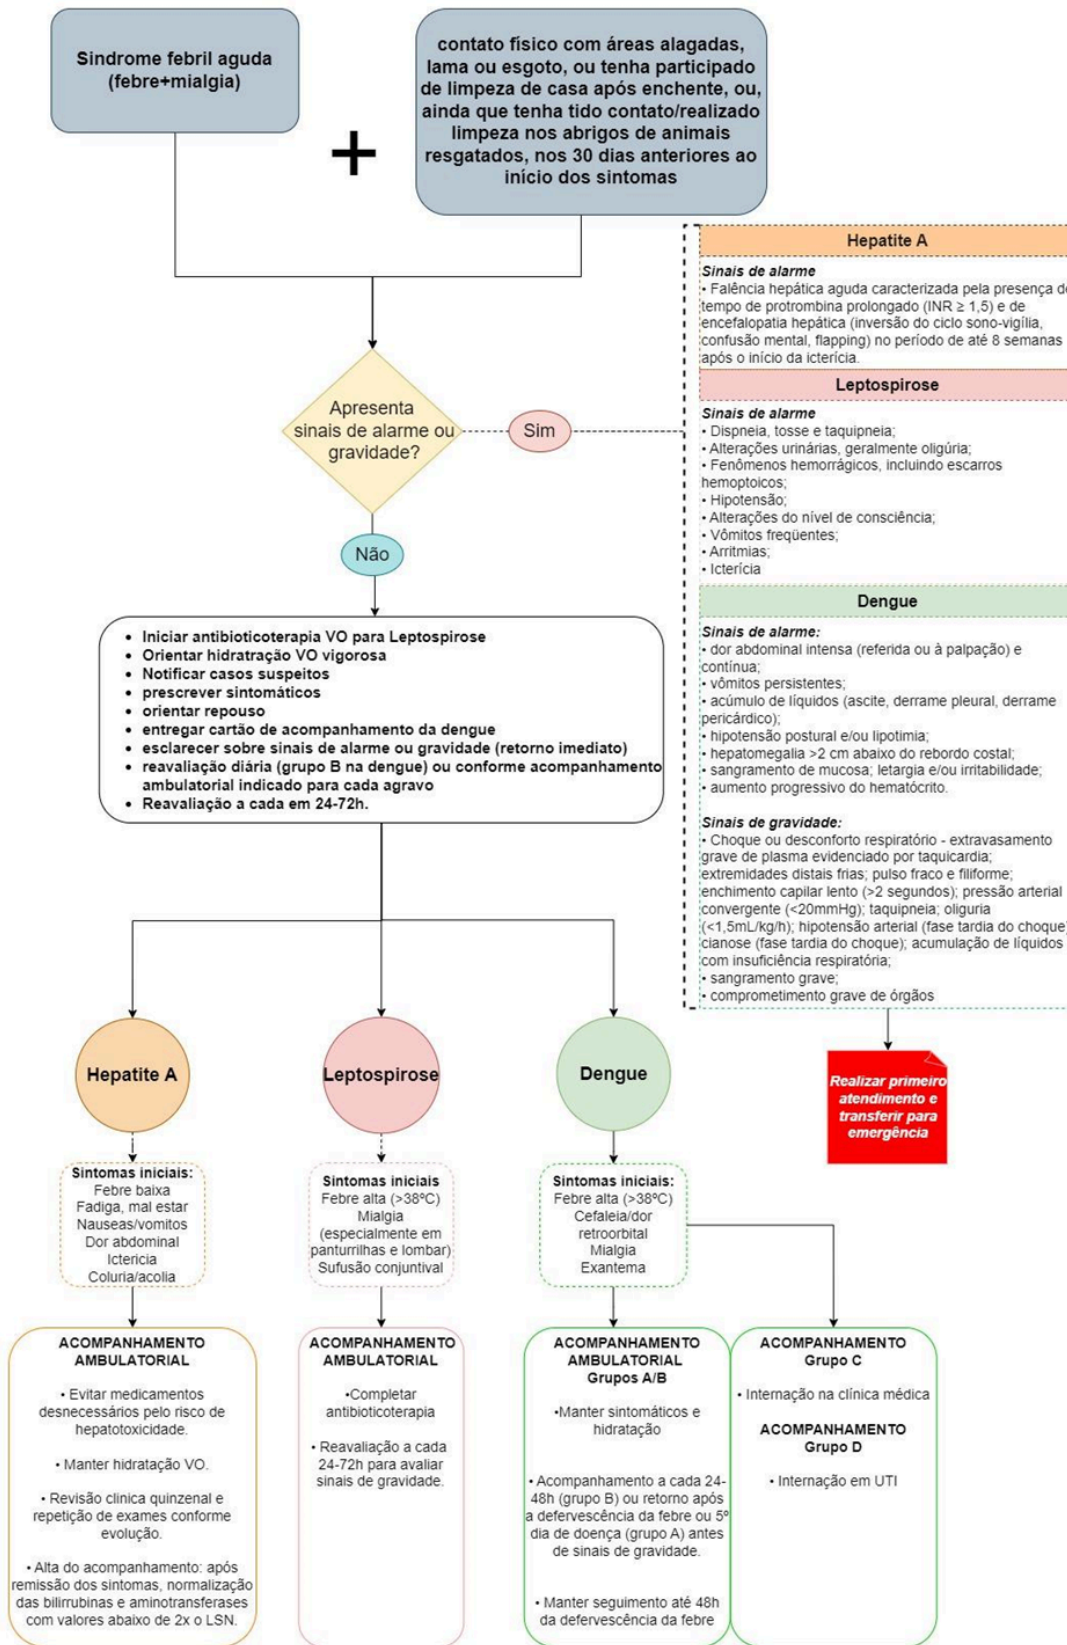 Sindrome febril aguda
(febre+mialgia)
+
contato físico com áreas alagadas,
lama ou esgoto, ou tenha participado
de limpeza de casa após enchente, ou,
ainda que tenha tido contato/realizado
limpeza nos abrigos de animais
resgatados, nos 30 dias anteriores ao
início dos sintomas
Apresenta
sinais de alarme ou
gravidade?
Sim
Não
Hepatite A
Sinais de alarme
• Falência hepática aguda caracterizada pela presença de
tempo de protrombina prolongado (INR ≥ 1,5) e de
encefalopatia hepática (inversão do ciclo sono-vigília,
confusão mental, flapping) no período de até 8 semanas
após o início da icterícia.
Leptospirose
Sinais de alarme
• Dispneia, tosse e taquipneia;
• Alterações urinárias, geralmente oligúria;
• Fenômenos hemorrágicos, incluindo escarros
hemoptoicos;
• Hipotensão;
• Alterações do nível de consciência;
• Vômitos freqüentes;
• Arritmias;
• Icterícia
Dengue
Sinais de alarme:
• dor abdominal intensa (referida ou à palpação) e
contínua;
• vômitos persistentes;
• acúmulo de líquidos (ascite, derrame pleural, derrame
pericárdico);
• hipotensão postural e/ou lipotimia;
• hepatomegalia >2 cm abaixo do rebordo costal;
• sangramento de mucosa; letargia e/ou irritabilidade;
• aumento progressivo do hematócrito.
Sinais de gravidade:
• Choque ou desconforto respiratório - extravasamento
grave de plasma evidenciado por taquicardia;
extremidades distais frias; pulso fraco e filiforme;
enchimento capilar lento (>2 segundos); pressão arterial
convergente (<20mmHg); taquipneia; oliguria
(<1,5mL/kg/h); hipotensão arterial (fase tardia do choque)
cianose (fase tardia do choque); acumulação de líquidos
com insuficiência respiratória;
• sangramento grave;
• comprometimento grave de órgãos
Realizar primeiro
atendimento e
transferir para
emergência
• Iniciar antibioticoterapia VO para Leptospirose
• Orientar hidratração VO vigorosa
• Notificar casos suspeitos
• prescrever sintomáticos
• orientar repouso
• entregar cartão de acompanhamento da dengue
• esclarecer sobre sinais de alarme ou gravidade (retorno imediato)
• reavaliação diária (grupo B na dengue) ou conforme acompanhamento
ambulatorial indicado para cada agravo
• Reavaliação a cada em 24-72h.
Hepatite A
Sintomas iniciais:
Febre baixa
Fadiga, mal estar
Nauseas/vomitos
Dor abdominal
Ictericia
Coluria/acolia
ACOMPANHAMENTO
AMBULATORIAL
• Evitar medicamentos
desnecessários pelo risco de
hepatotoxicidade.
• Manter hidratação VO.
• Revisão clinica quinzenal e
repetição de exames conforme
evolução.
• Alta do acompanhamento: após
remissão dos sintomas, normalização
das bilirrubinas e aminotransferases
com valores abaixo de 2x o LSN.
Leptospirose
Sintomas iniciais
Febre alta (>38ºC)
Mialgia
(especialmente em
panturrilhas e lombar)
Sufusão conjuntival
ACOMPANHAMENTO
AMBULATORIAL
•Completar
antibioticoterapia
• Reavaliação a cada
24-72h para avaliar
sinais de gravidade.
Dengue
Sintomas iniciais:
Febre alta (>38ºC)
Cefaleia/dor
retroorbital
Mialgia
Exantema
ACOMPANHAMENTO
AMBULATORIAL
Grupos A/B
•Manter sintomáticos e
hidratação
• Acompanhamento a cada 24-
48h (grupo B) ou retorno após
a defervescência da febre ou 5º
dia de doença (grupo A) antes
de sinais de gravidade.
• Manter seguimento até 48h
da defervescência da febre
ACOMPANHAMENTO
Grupo C
• Internação na clínica médica
ACOMPANHAMENTO
Grupo D
• Internação em UTI